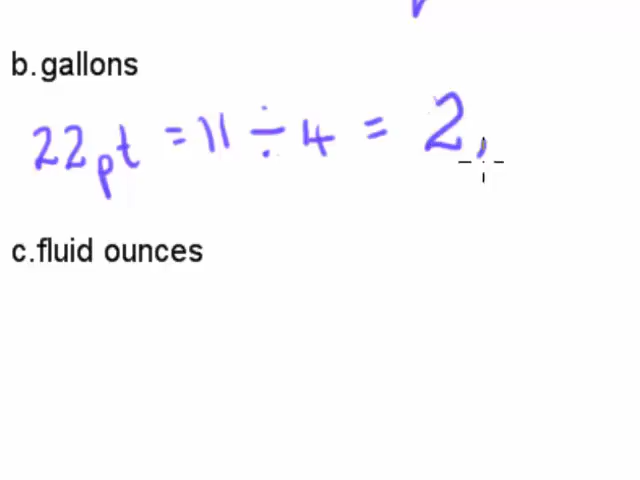 b.gallons
22pt = 11 ÷ 4 = 2,
c.fluid ounces